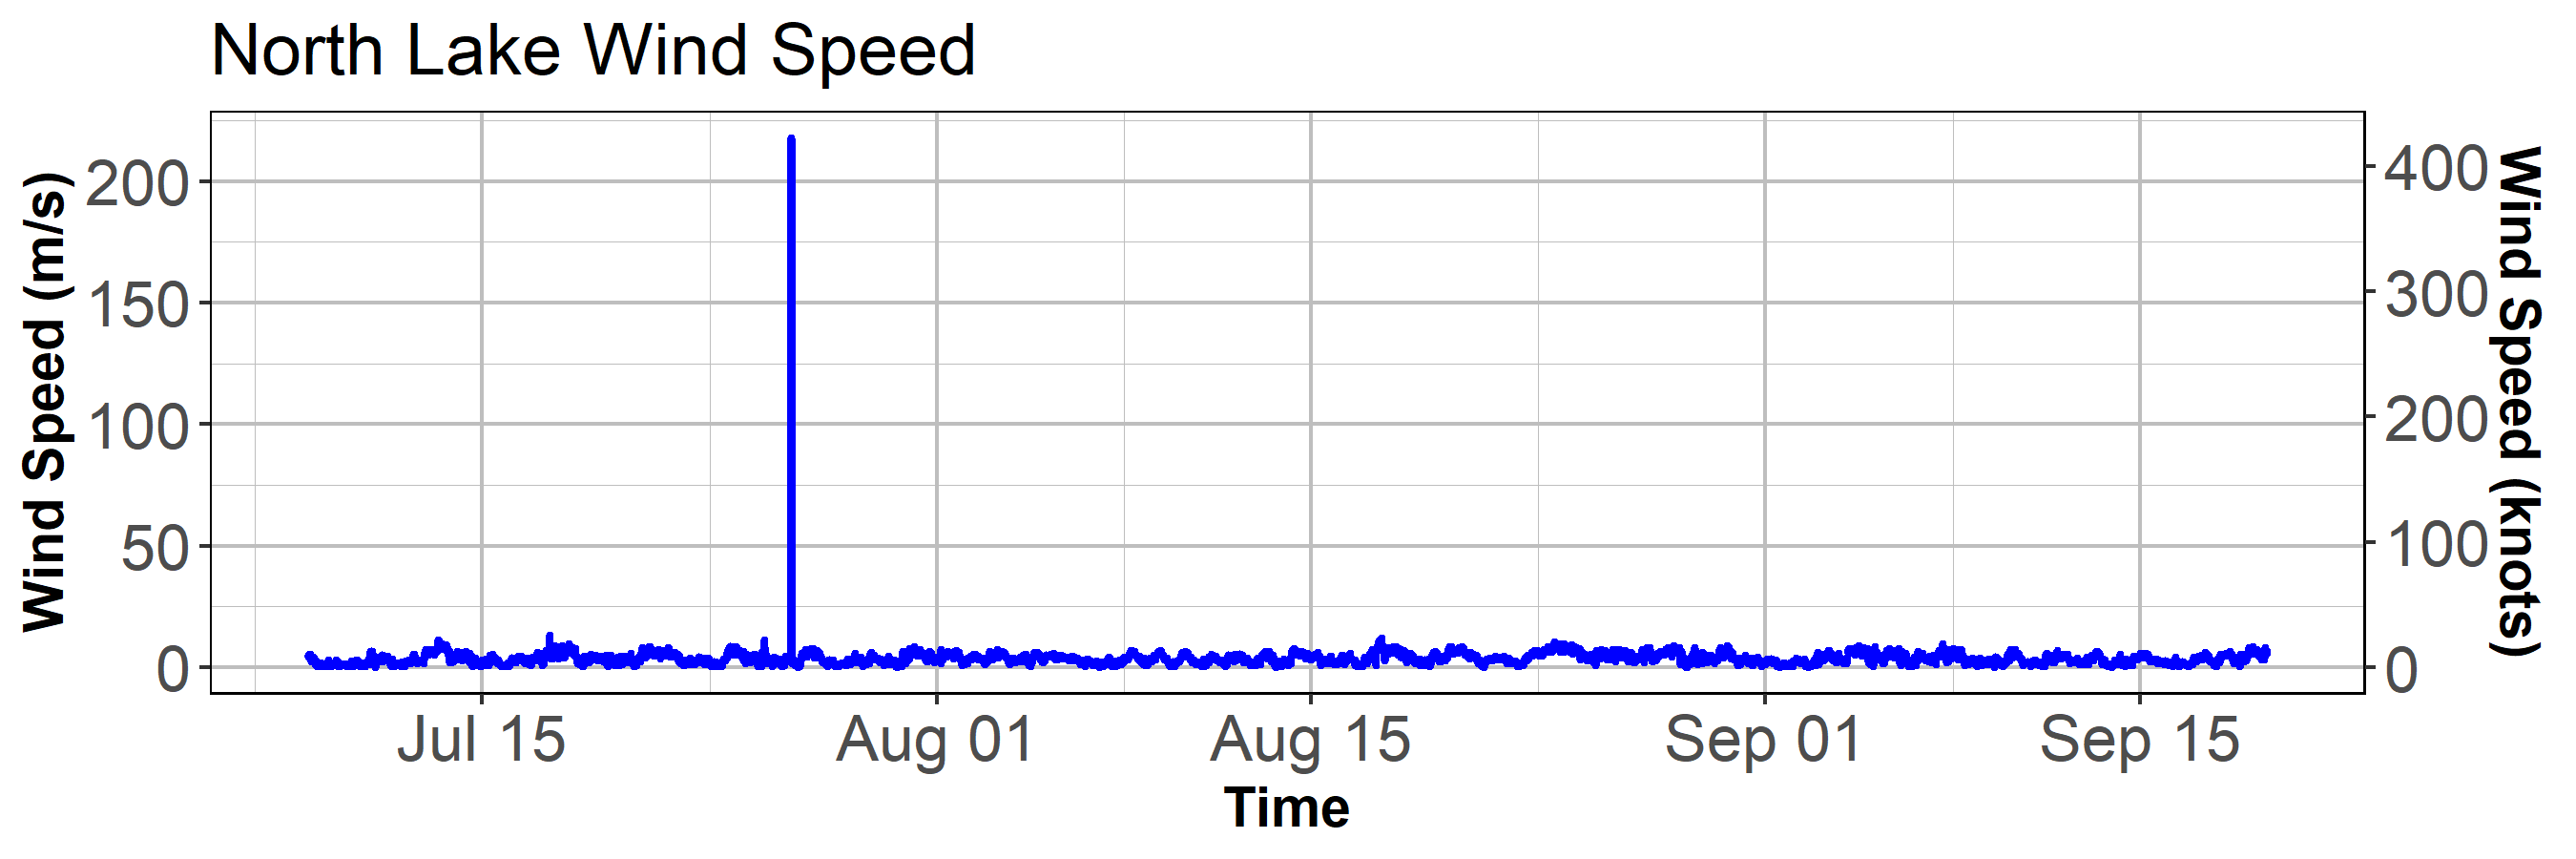 North Lake Wind Speed
Wind Speed (m/s)
200
150
100
50
0
400
300
200
100
0
Wind Speed (knots)
Jul 15
Aug 01
Aug 15
Sep 01
Sep 15
Time